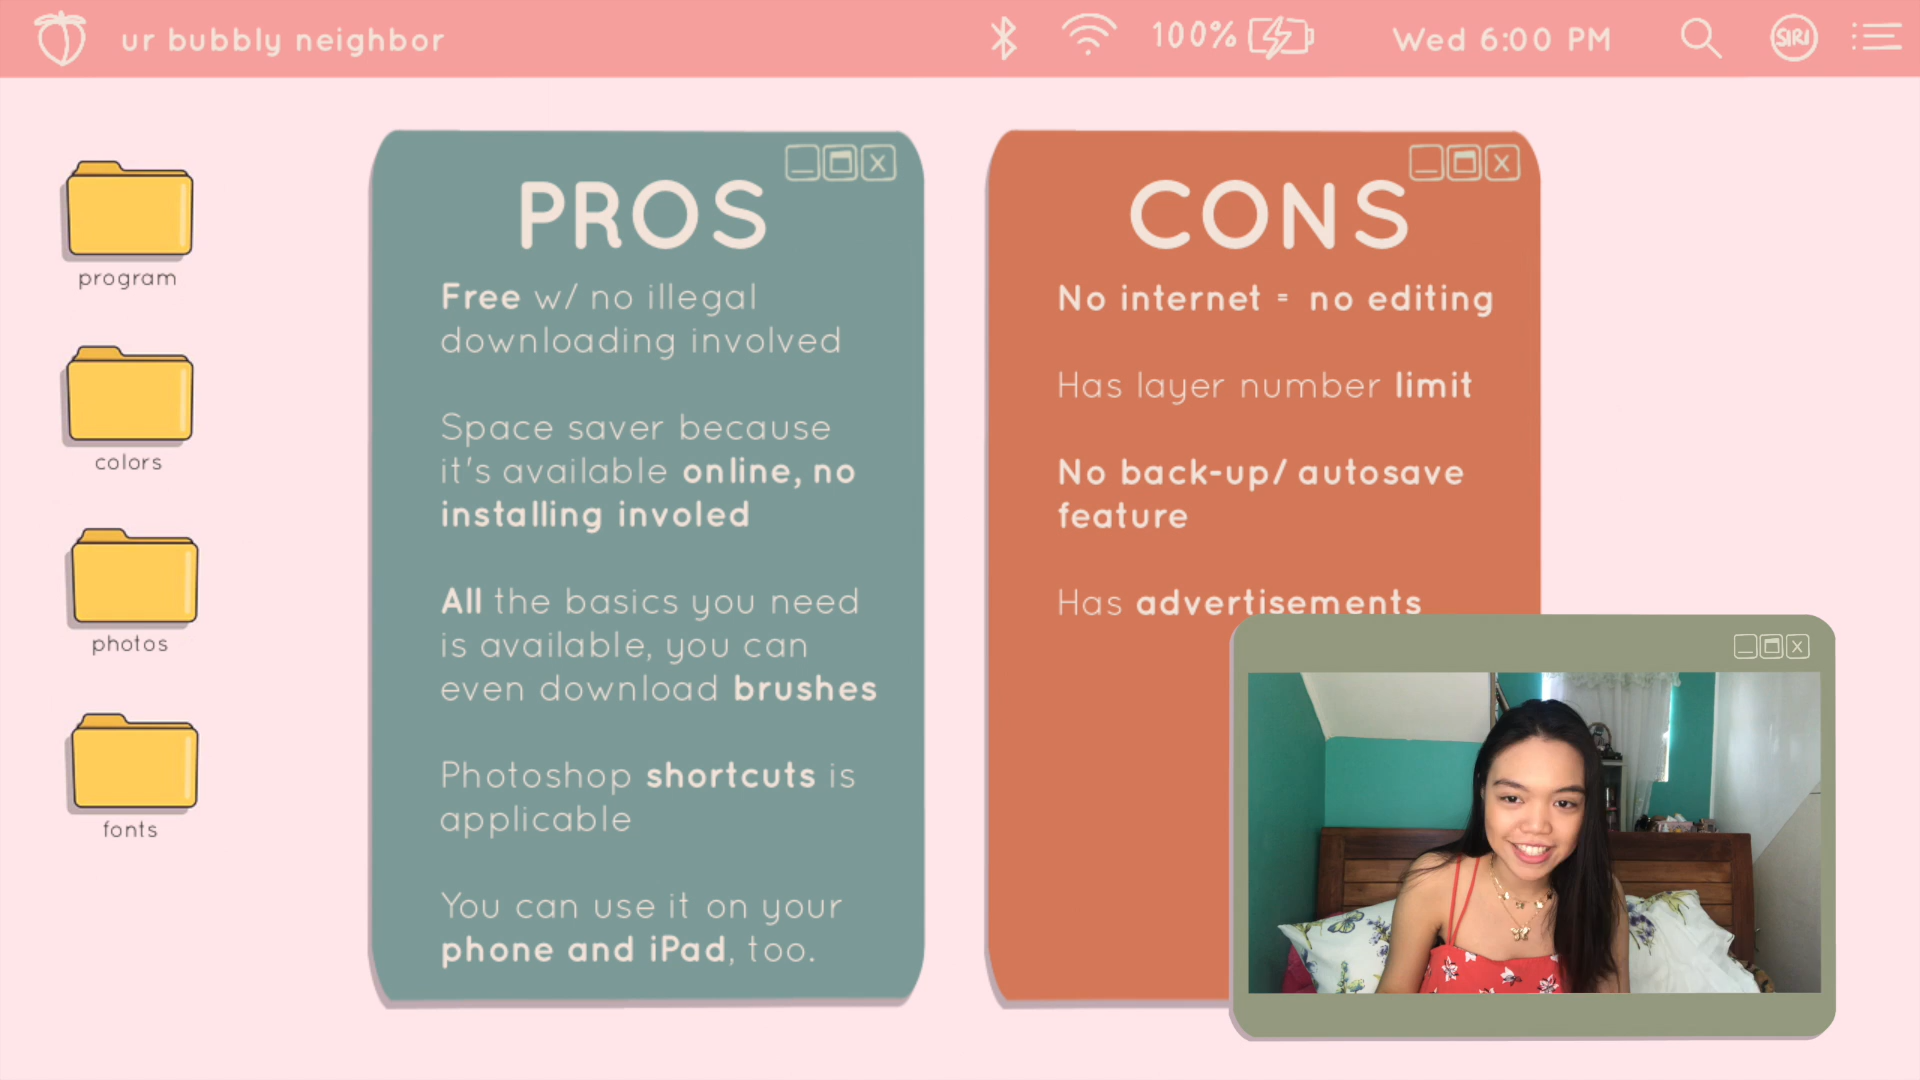 ur bubbly neighbor
100%
Wed 6:00 PM
SIRI
program
colors
photos
fonts
PROS
Free w/ no illegal
downloading involved
Space saver because
it's available online, no
installing involed
All the basics you need
is available, you can
even download brushes
Photoshop shortcuts is
applicable
You can use it on your
phone and iPad, too.
CONS
No internet = no editing
Has layer number limit
No back-up/ autosave
feature
Has advertisements